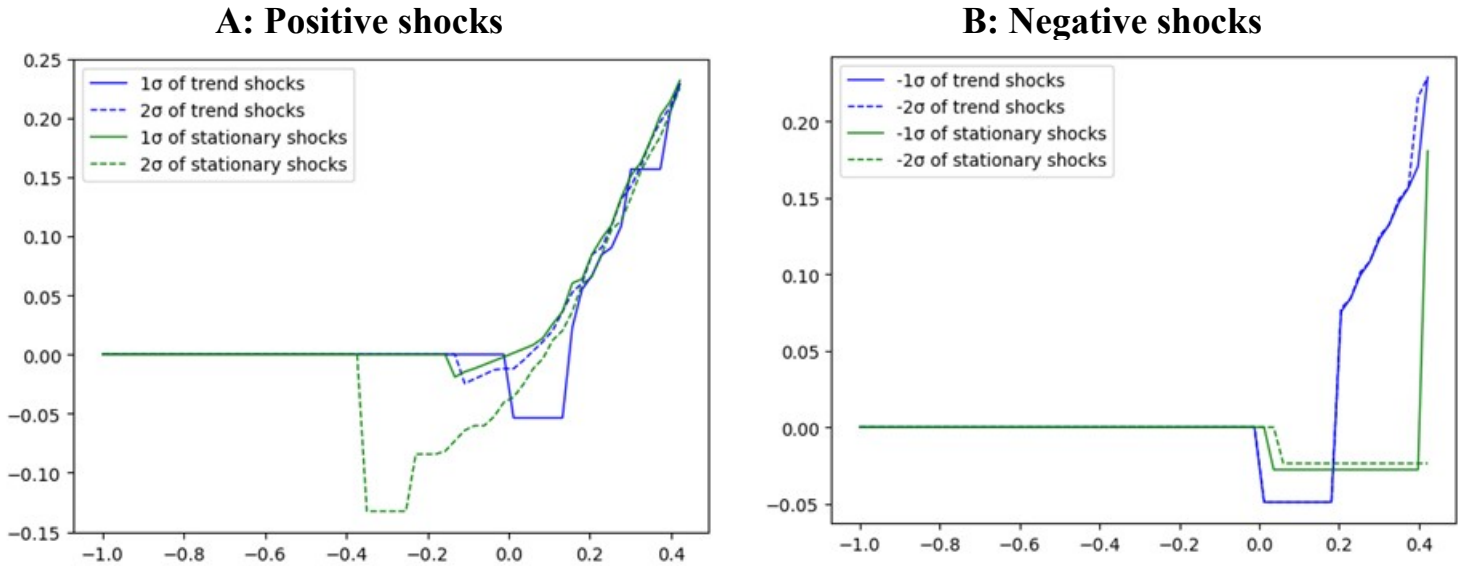 A: Positive shocks
0.25
0.20
0.15
0.10
0.05
0.00
−0.05
−0.10
−0.15
1σ of trend shocks
2σ of trend shocks
1σ of stationary shocks
2σ of stationary shocks
−1.0 −0.8 −0.6 −0.4 −0.2 0.0 0.2 0.4
B: Negative shocks
0.20
0.15
0.10
0.05
0.00
−0.05
-1σ of trend shocks
-2σ of trend shocks
-1σ of stationary shocks
-2σ of stationary shocks
−1.0 −0.8 −0.6 −0.4 −0.2 0.0 0.2 0.4